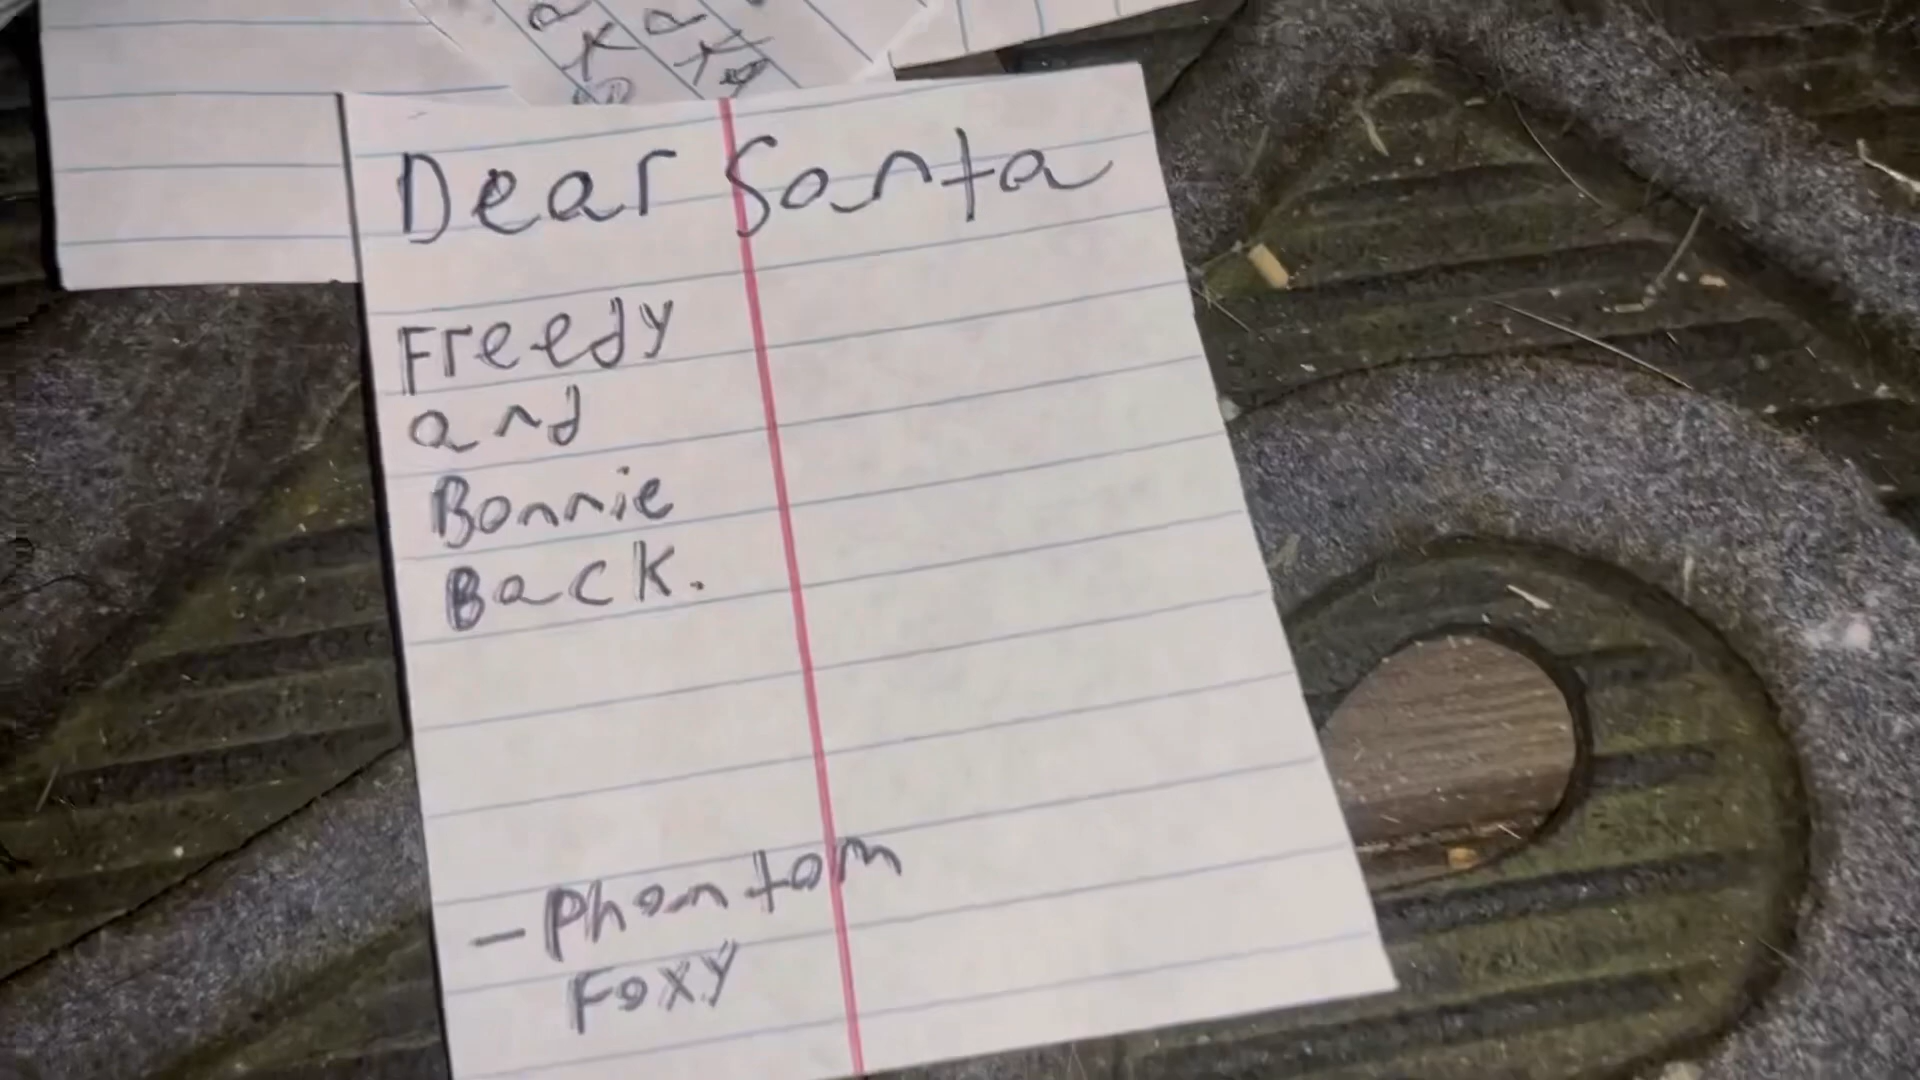 Dear Santa
Freedy
and
Bonnie
Back.
- Phantom
Foxy